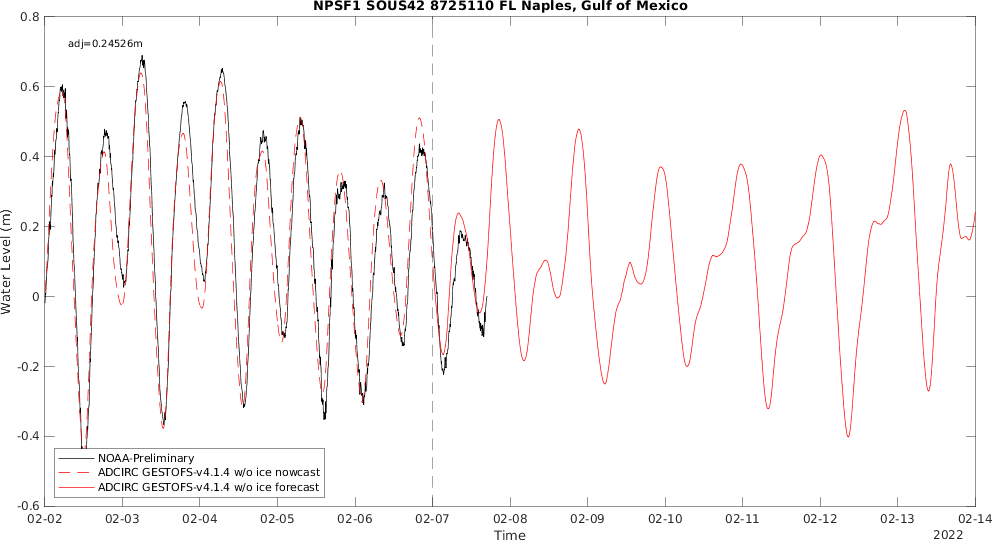 NPSF1 SOUS42 8725110 FL Naples, Gulf of Mexico
adj=0.24526m
0.8
0.6
0.4
0.2
0
-0.2
-0.4
-0.6
Water Level (m)
NOAA-Preliminary
ADCIRC GESTOFS-v4.1.4 w/o ice nowcast
ADCIRC GESTOFS-v4.1.4 w/o ice forecast
02-02 02-03 02-04 02-05 02-06 02-07 02-08 02-09 02-10 02-11 02-12 02-13 02-14
Time
2022